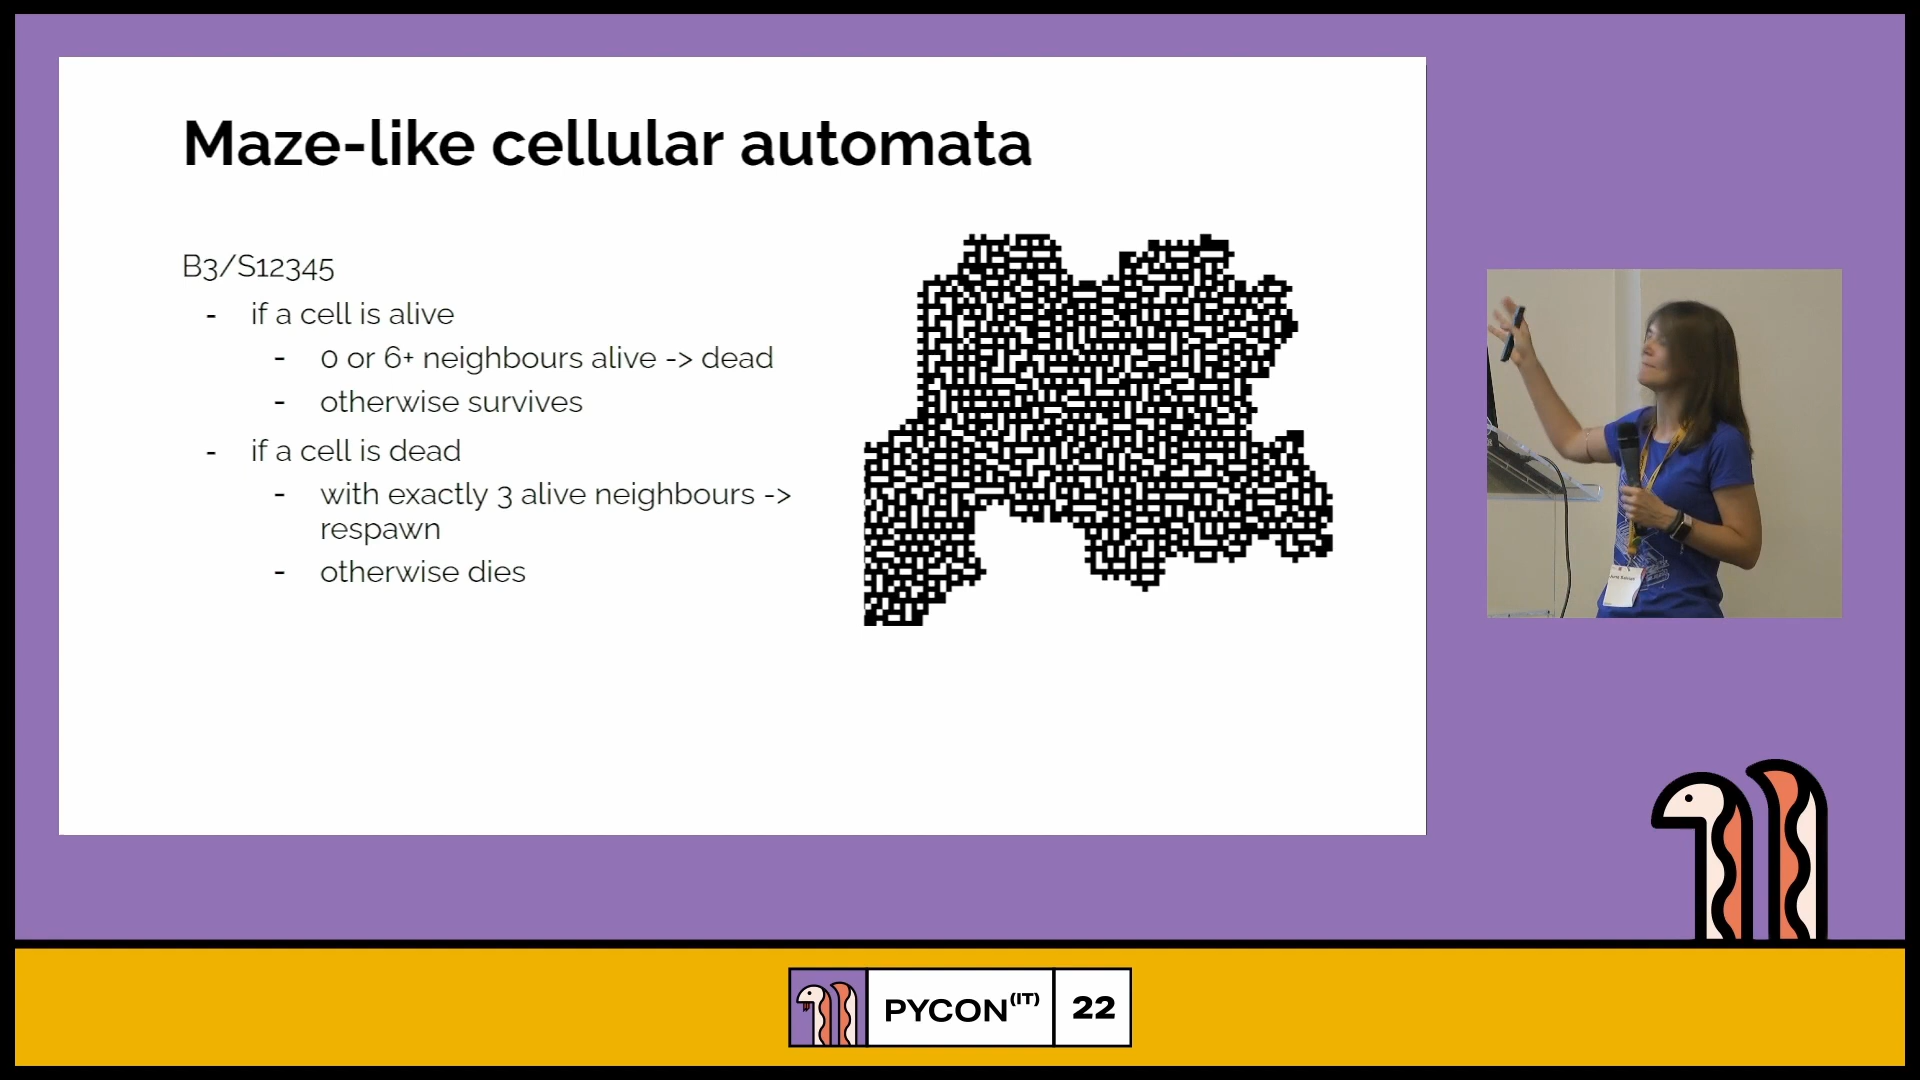 Maze-like cellular automata
B3/S12345
- if a cell is alive
- 0 or 6+ neighbours alive -> dead
- otherwise survives
- if a cell is dead
- with exactly 3 alive neighbours ->
respawn
- otherwise dies
PYCON(IT) 22